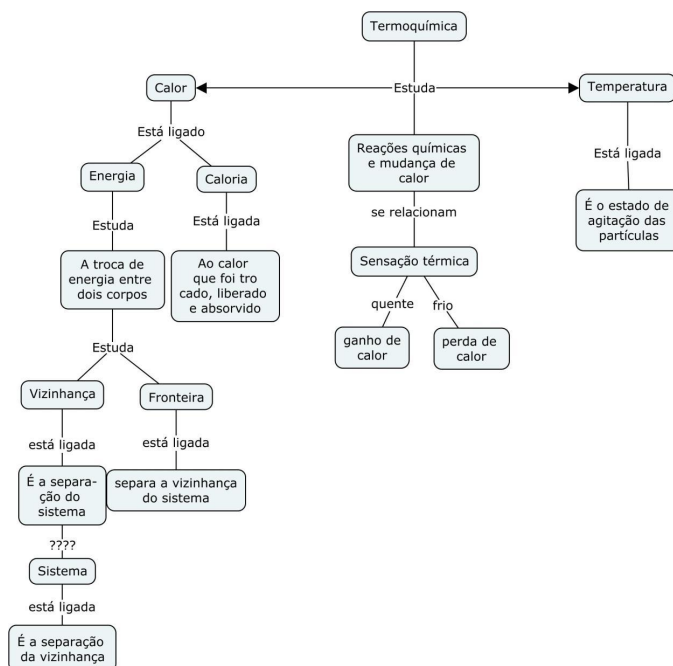 Termoquímica
Calor
Estuda
Temperatura
Está ligado
Reações químicas
e mudança de
calor
Está ligada
Energia
Caloria
se relacionam
É o estado de
agitação das
partículas
Estuda
Está ligada
A troca de
energia entre
dois corpos
Ao calor
que foi tro
cado, liberado
e absorvido
Sensação térmica
quente
frio
ganho de
calor
perda de
calor
Estuda
Vizinhança
Fronteira
está ligada
está ligada
É a separa-
ção do
sistema
separa a vizinhança
do sistema
????
Sistema
está ligada
É a separação
da vizinhança